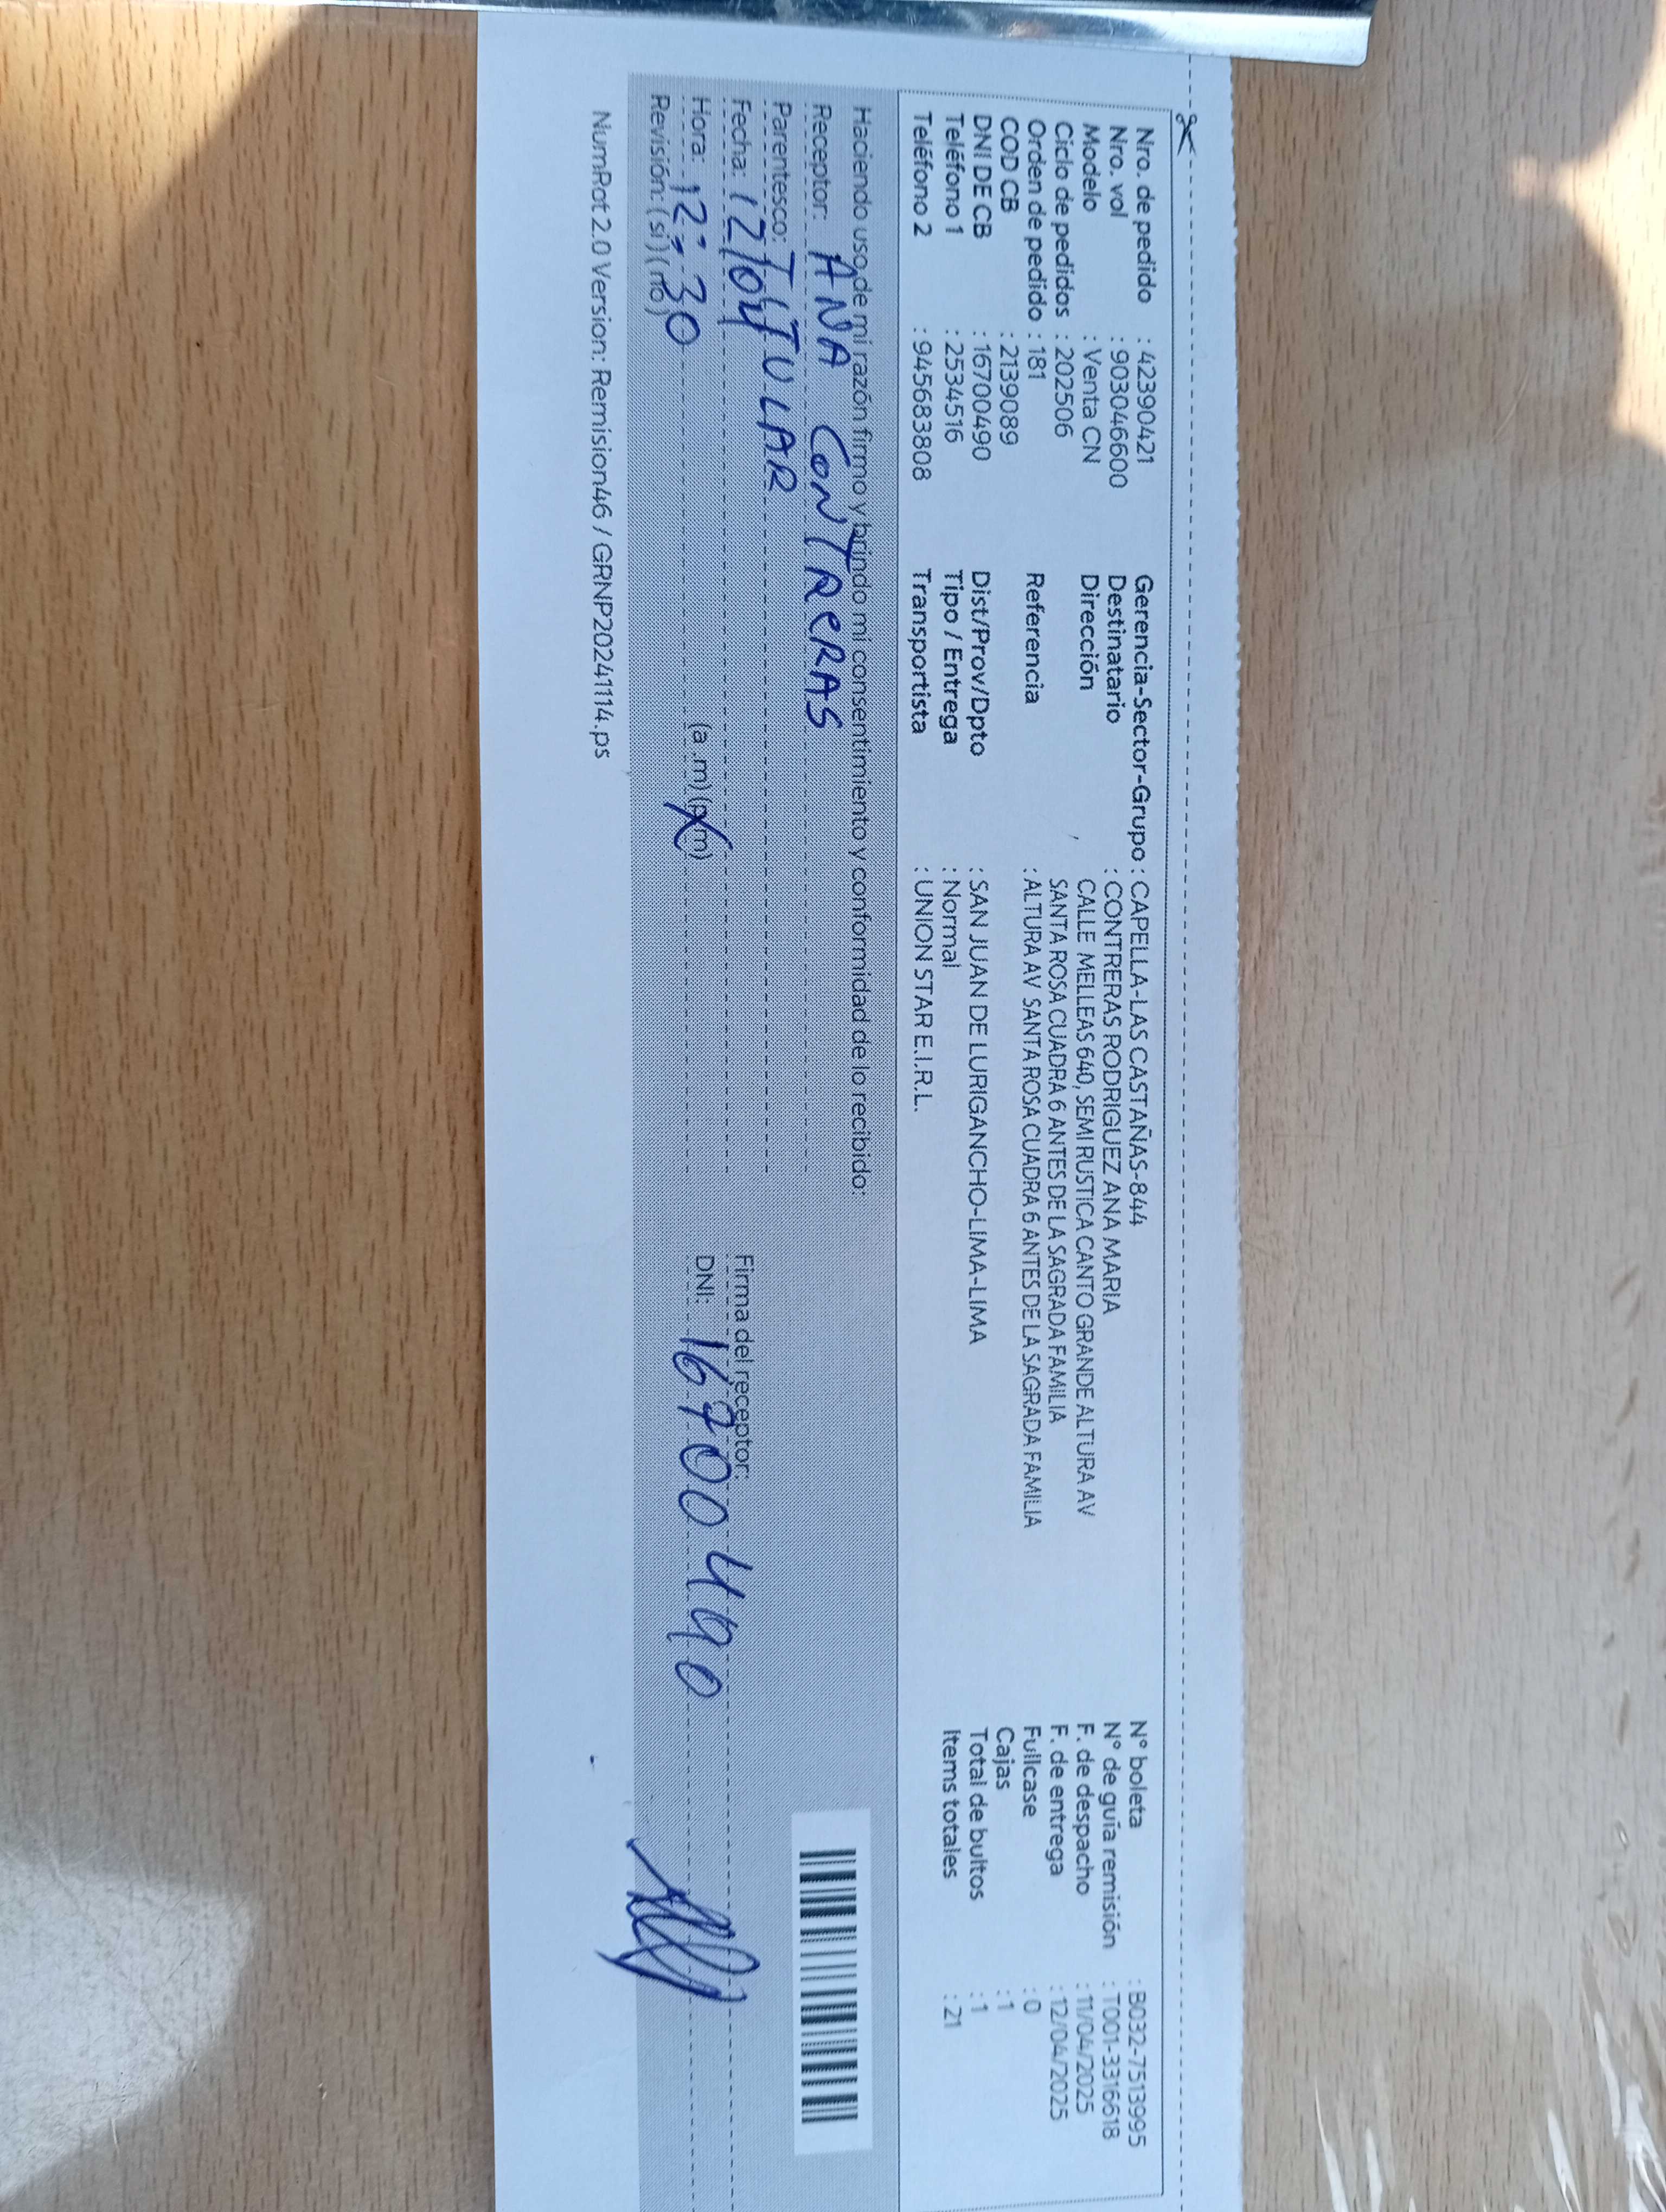 Nro. de pedido : 42390421 Gerencia-Sector-Grupo : CAPELLA-LAS CASTAÑAS-844 N° boleta : B032-7513995
Nro. vol : 903046600 Destinatario : CONTRERAS RODRIGUEZ ANA MARIA N° de guía remisión : T001-3316618
Modelo : Venta CN Dirección CALLE MELLEAS 640, SEMI RUSTICA CANTO GRANDE ALTURA AV F. de despacho : 11/04/2025
Ciclo de pedidos : 202506 SANTA ROSA CUADRA 6 ANTES DE LA SAGRADA FAMILIA F. de entrega : 12/04/2025
Orden de pedido : 181 Referencia : ALTURA AV SANTA ROSA CUADRA 6 ANTES DE LA SAGRADA FAMILIA Fullcase : 0
COD CB : 2139089 Cajas : 1
DNI DE CB : 16700490 Dist/Prov/Dpto : SAN JUAN DE LURIGANCHO-LIMA-LIMA Total de bultos : 1
Teléfono 1 : 2534516 Tipo / Entrega : Normal Items totales : 21
Teléfono 2 : 945683808 Transportista : UNION STAR E.I.R.L.
Haciendo uso de mi razón firmo y brindo mi consentimiento y conformidad de lo recibido:
Receptor: ANA CONTRERAS
Parentesco: TITULAR
Fecha: 12/04 Firma del receptor:
Hora: 12:30 (a .m) (p.m) DNI: 16700490
Revisión: (si) (no)
NumRot 2.0 Version: Remision46 / GRNP20241114.ps